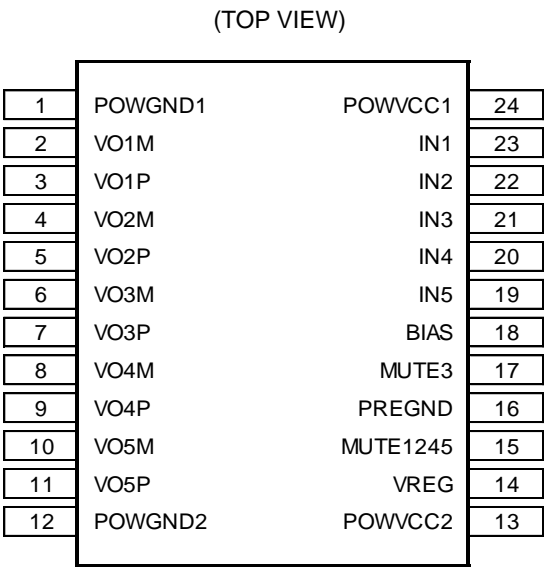 (TOP VIEW)
1 POWGND1 POWVCC1 24
2 VO1M IN1 23
3 VO1P IN2 22
4 VO2M IN3 21
5 VO2P IN4 20
6 VO3M IN5 19
7 VO3P BIAS 18
8 VO4M MUTE3 17
9 VO4P PREGND 16
10 VO5M MUTE1245 15
11 VO5P VREG 14
12 POWGND2 POWVCC2 13